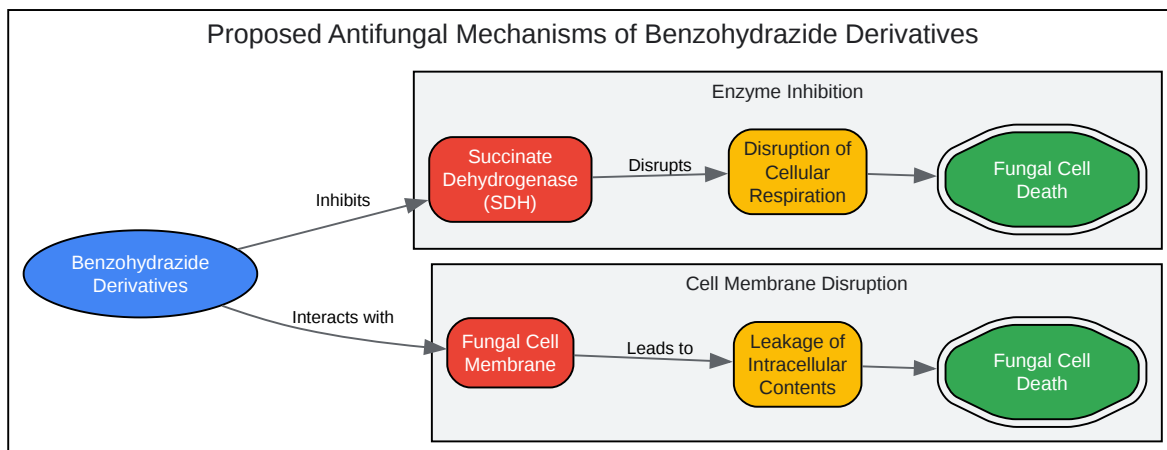 Proposed Antifungal Mechanisms of Benzohydrazide Derivatives
Enzyme Inhibition
Succinate
Dehydrogenase
(SDH)
Disrupts
Disruption of
Cellular
Respiration
Fungal Cell
Death
Inhibits
Benzohydrazide
Derivatives
Interacts with
Cell Membrane Disruption
Fungal Cell
Membrane
Leads to
Leakage of
Intracellular
Contents
Fungal Cell
Death